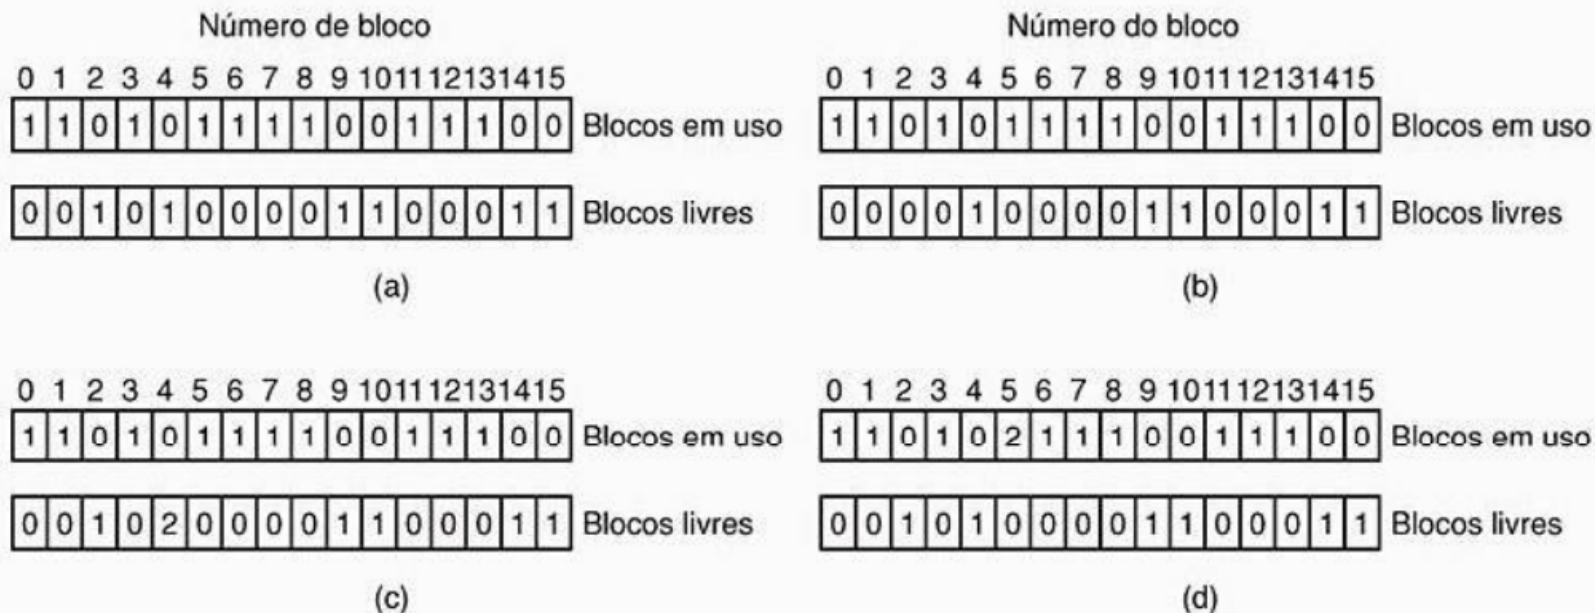 Número de bloco
0 1 2 3 4 5 6 7 8 9 10 11 12 13 14 15
1 1 0 1 0 1 1 1 1 0 0 1 1 1 0 0 Blocos em uso
0 0 1 0 1 0 0 0 0 1 1 0 0 0 1 1 Blocos livres
(a)
Número do bloco
0 1 2 3 4 5 6 7 8 9 10 11 12 13 14 15
1 1 0 1 0 1 1 1 1 0 0 1 1 1 0 0 Blocos em uso
0 0 0 0 1 0 0 0 0 1 1 0 0 0 1 1 Blocos livres
(b)
0 1 2 3 4 5 6 7 8 9 10 11 12 13 14 15
1 1 0 1 0 1 1 1 1 0 0 1 1 1 0 0 Blocos em uso
0 0 1 0 2 0 0 0 0 1 1 0 0 0 1 1 Blocos livres
(c)
0 1 2 3 4 5 6 7 8 9 10 11 12 13 14 15
1 1 0 1 0 2 1 1 1 0 0 1 1 1 0 0 Blocos em uso
0 0 1 0 1 0 0 0 0 1 1 0 0 0 1 1 Blocos livres
(d)